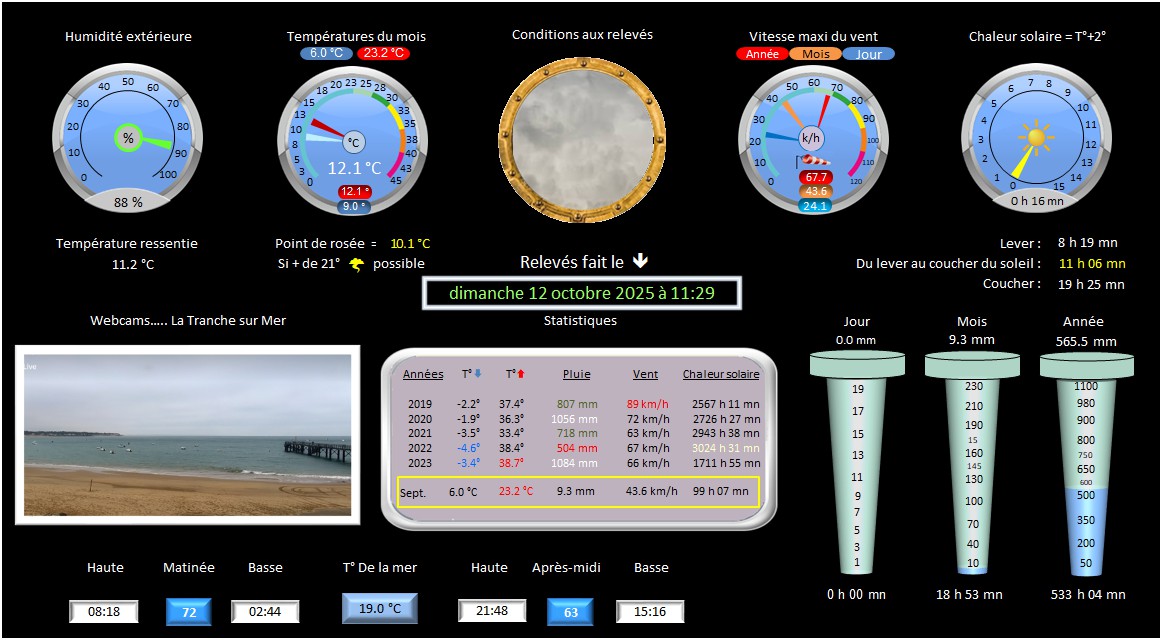 Humidité extérieure
Températures du mois
Conditions aux relevés
Vitesse maxi du vent
Chaleur solaire = T°+2°
6.0 °C 23.2 °C
Année Mois Jour
0 10 20 30 40 50 60 70 80 90 100
%
88 %
0 3 5 8 10 13 15 18 20 23 25 28 30 33 35 38 40 43 45
°C
12.1 °C
12.1 °
9.0 °
0 10 20 30 40 50 60 70 80 90 100 110 120
k/h
67.7
43.6
24.1
0 1 2 3 4 5 6 7 8 9 10 11 12 13 14 15
0 h 16 mn
Température ressentie
11.2 °C
Point de rosée = 10.1 °C
Si + de 21° possible
Relevés fait le
dimanche 12 octobre 2025 à 11:29
Lever : 8 h 19 mn
Du lever au coucher du soleil : 11 h 06 mn
Coucher : 19 h 25 mn
Webcams..... La Tranche sur Mer
Live
Statistiques
Années T° T° Pluie Vent Chaleur solaire
2019 -2.2° 37.4° 807 mm 89 km/h 2567 h 11 mn
2020 -1.9° 36.3° 1056 mm 72 km/h 2726 h 27 mn
2021 -3.5° 33.4° 718 mm 63 km/h 2943 h 38 mn
2022 -4.6° 38.4° 504 mm 67 km/h 3024 h 31 mn
2023 -3.4° 38.7° 1084 mm 66 km/h 1711 h 55 mn
Sept. 6.0 °C 23.2 °C 9.3 mm 43.6 km/h 99 h 07 mn
Jour Mois Année
0.0 mm 9.3 mm 565.5 mm
19 17 15 13 11 9 7 5 3 1
230 210 190 15 160 145 130 100 70 40 10
1100 980 900 800 750 650 600 500 350 200 50
0 h 00 mn 18 h 53 mn 533 h 04 mn
Haute Matinée Basse T° De la mer Haute Après-midi Basse
08:18 72 02:44 19.0 °C 21:48 63 15:16